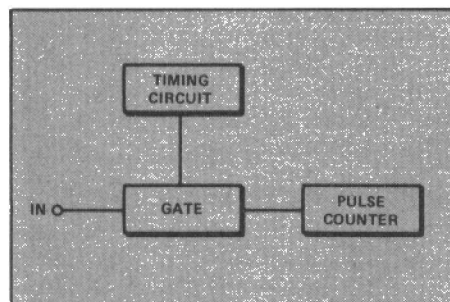 TIMING
CIRCUIT
IN
GATE
PULSE
COUNTER